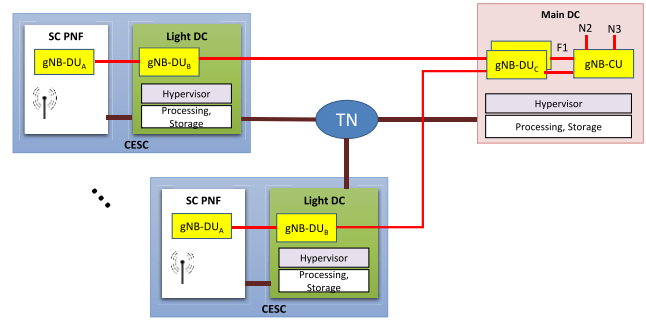 Main DC
SC PNF
Light DC
N2
N3
gNB-DUA
gNB-DUB
F1
gNB-DUC
gNB-CU
Hypervisor
Processing,
Storage
TN
Hypervisor
Processing, Storage
CESC
SC PNF
Light DC
gNB-DUA
gNB-DUB
Hypervisor
Processing,
Storage
CESC